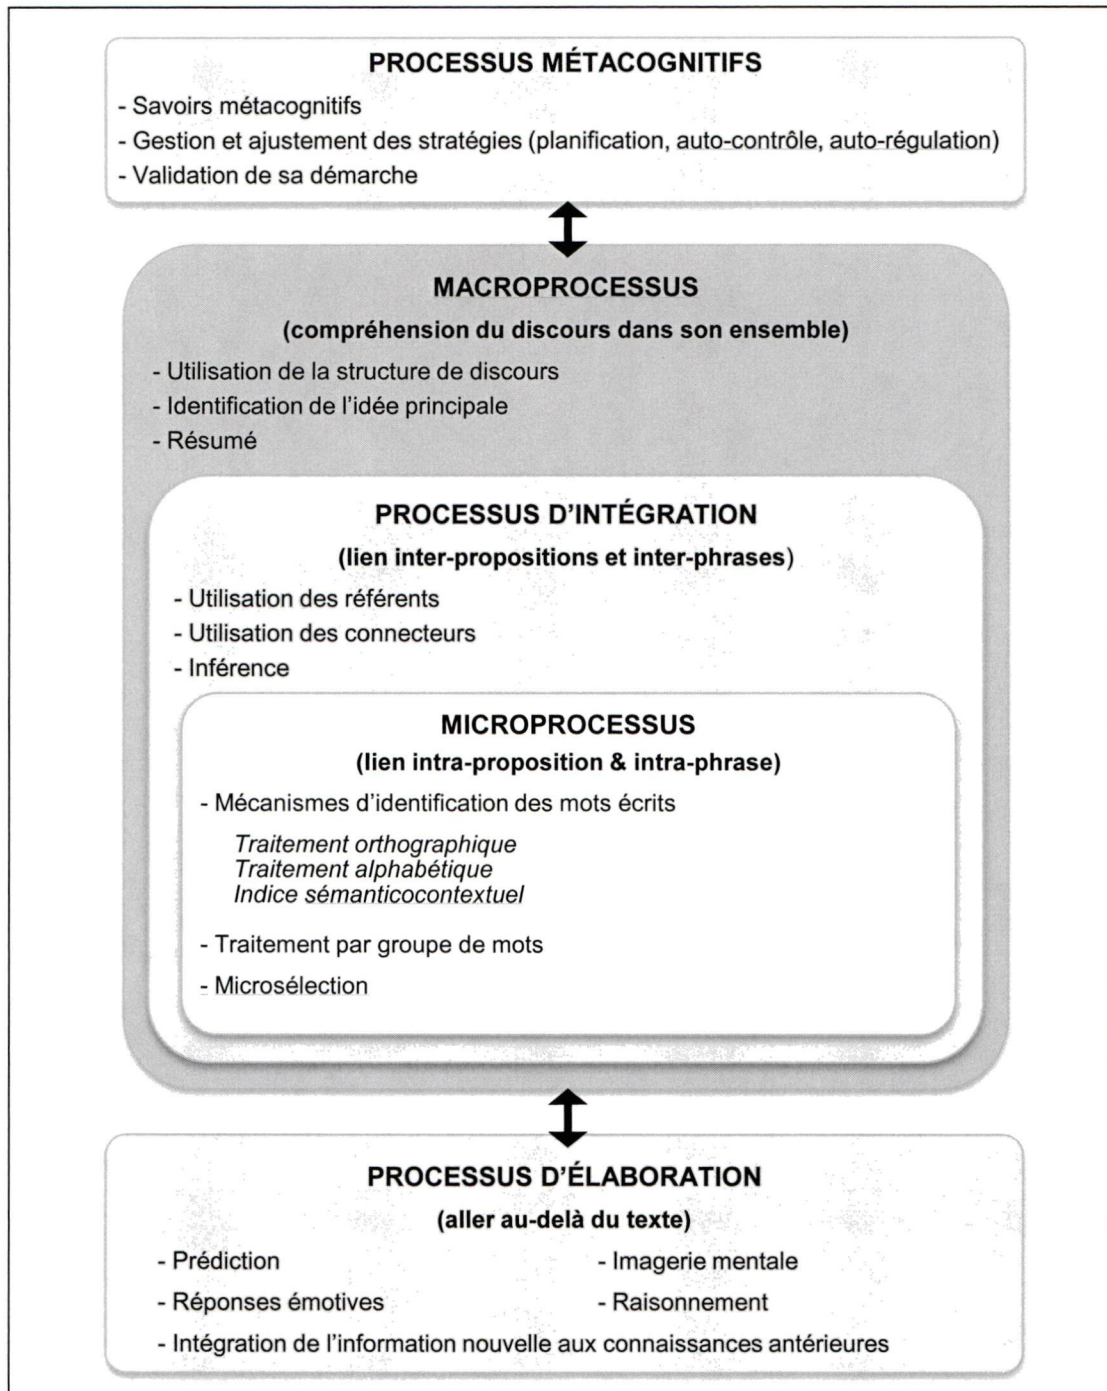 PROCESSUS MÉTACOGNITIFS
- Savoirs métacognitifs
- Gestion et ajustement des stratégies (planification, auto-contrôle, auto-régulation)
- Validation de sa démarche
MACROPROCESSUS
(compréhension du discours dans son ensemble)
- Utilisation de la structure de discours
- Identification de l'idée principale
- Résumé
PROCESSUS D'INTÉGRATION
(lien inter-propositions et inter-phrases)
- Utilisation des référents
- Utilisation des connecteurs
- Inférence
MICROPROCESSUS
(lien intra-proposition & intra-phrase)
- Mécanismes d'identification des mots écrits
Traitement orthographique
Traitement alphabétique
Indice sémanticocontextuel
- Traitement par groupe de mots
- Microsélection
PROCESSUS D'ÉLABORATION
(aller au-delà du texte)
- Prédiction - Imagerie mentale
- Réponses émotives - Raisonnement
- Intégration de l'information nouvelle aux connaissances antérieures